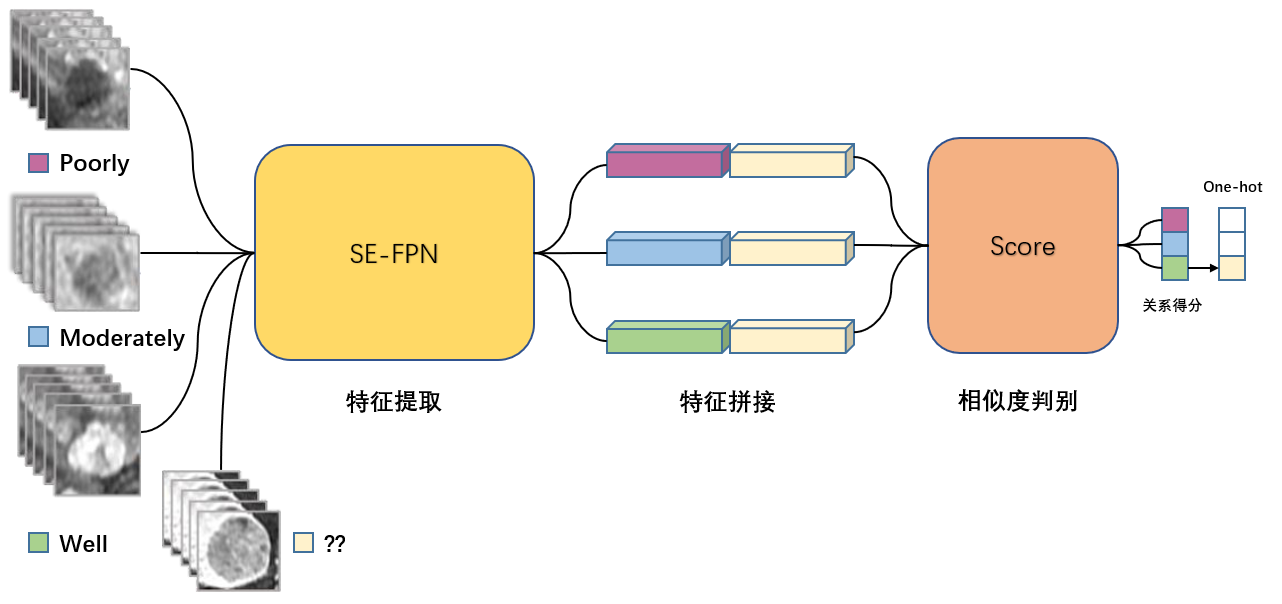 Poorly
Moderately
Well
??
SE-FPN
特征提取
特征拼接
Score
相似度判别
One-hot
关系得分